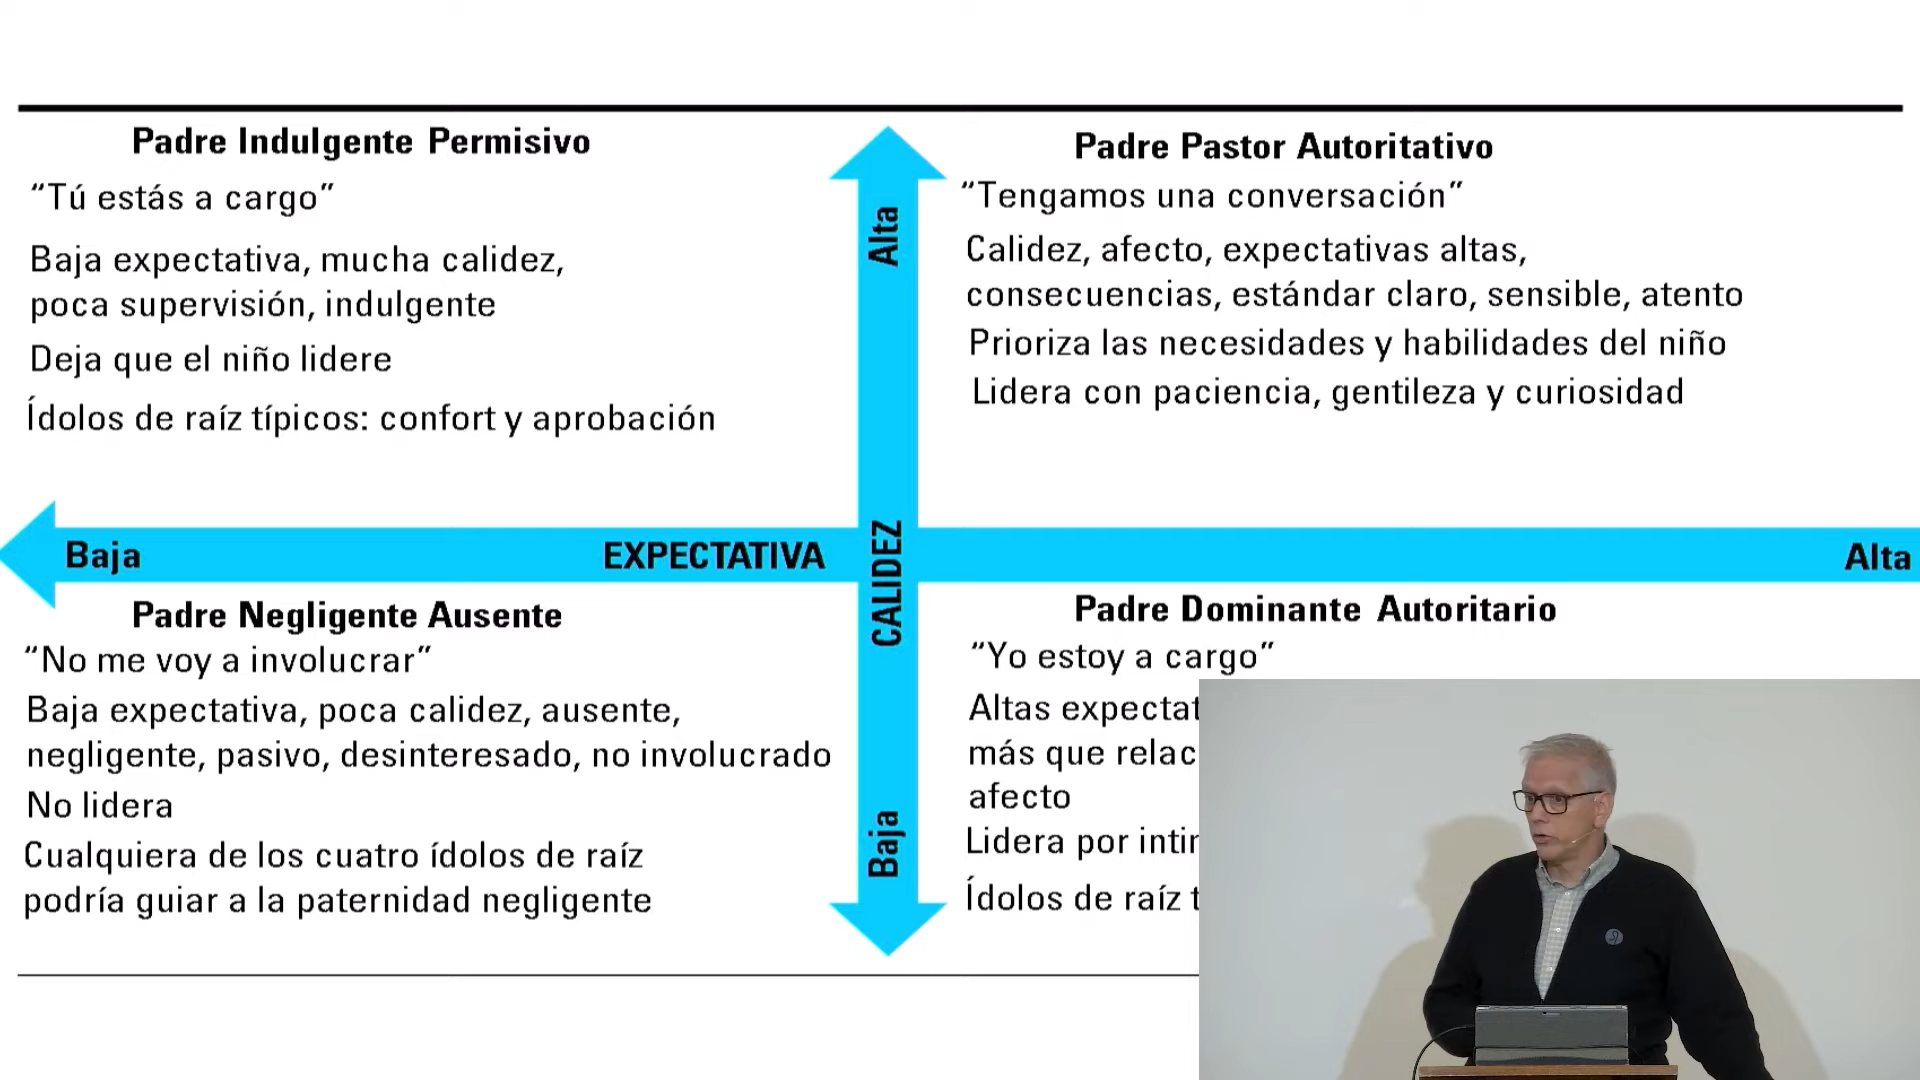 Padre Indulgente Permisivo
“Tú estás a cargo”
Baja expectativa, mucha calidez,
poca supervisión, indulgente
Deja que el niño lidere
Ídolos de raíz típicos: confort y aprobación
Padre Pastor Autoritativo
“Tengamos una conversación”
Calidez, afecto, expectativas altas,
consecuencias, estándar claro, sensible, atento
Prioriza las necesidades y habilidades del niño
Lidera con paciencia, gentileza y curiosidad
Alta
CALIDEZ
Baja
Baja
EXPECTATIVA
Alta
Padre Negligente Ausente
“No me voy a involucrar”
Baja expectativa, poca calidez, ausente,
negligente, pasivo, desinteresado, no involucrado
No lidera
Cualquiera de los cuatro ídolos de raíz
podría guiar a la paternidad negligente
Padre Dominante Autoritario
“Yo estoy a cargo”
Altas
más que
afecto
Lidera por
Ídolos de raíz